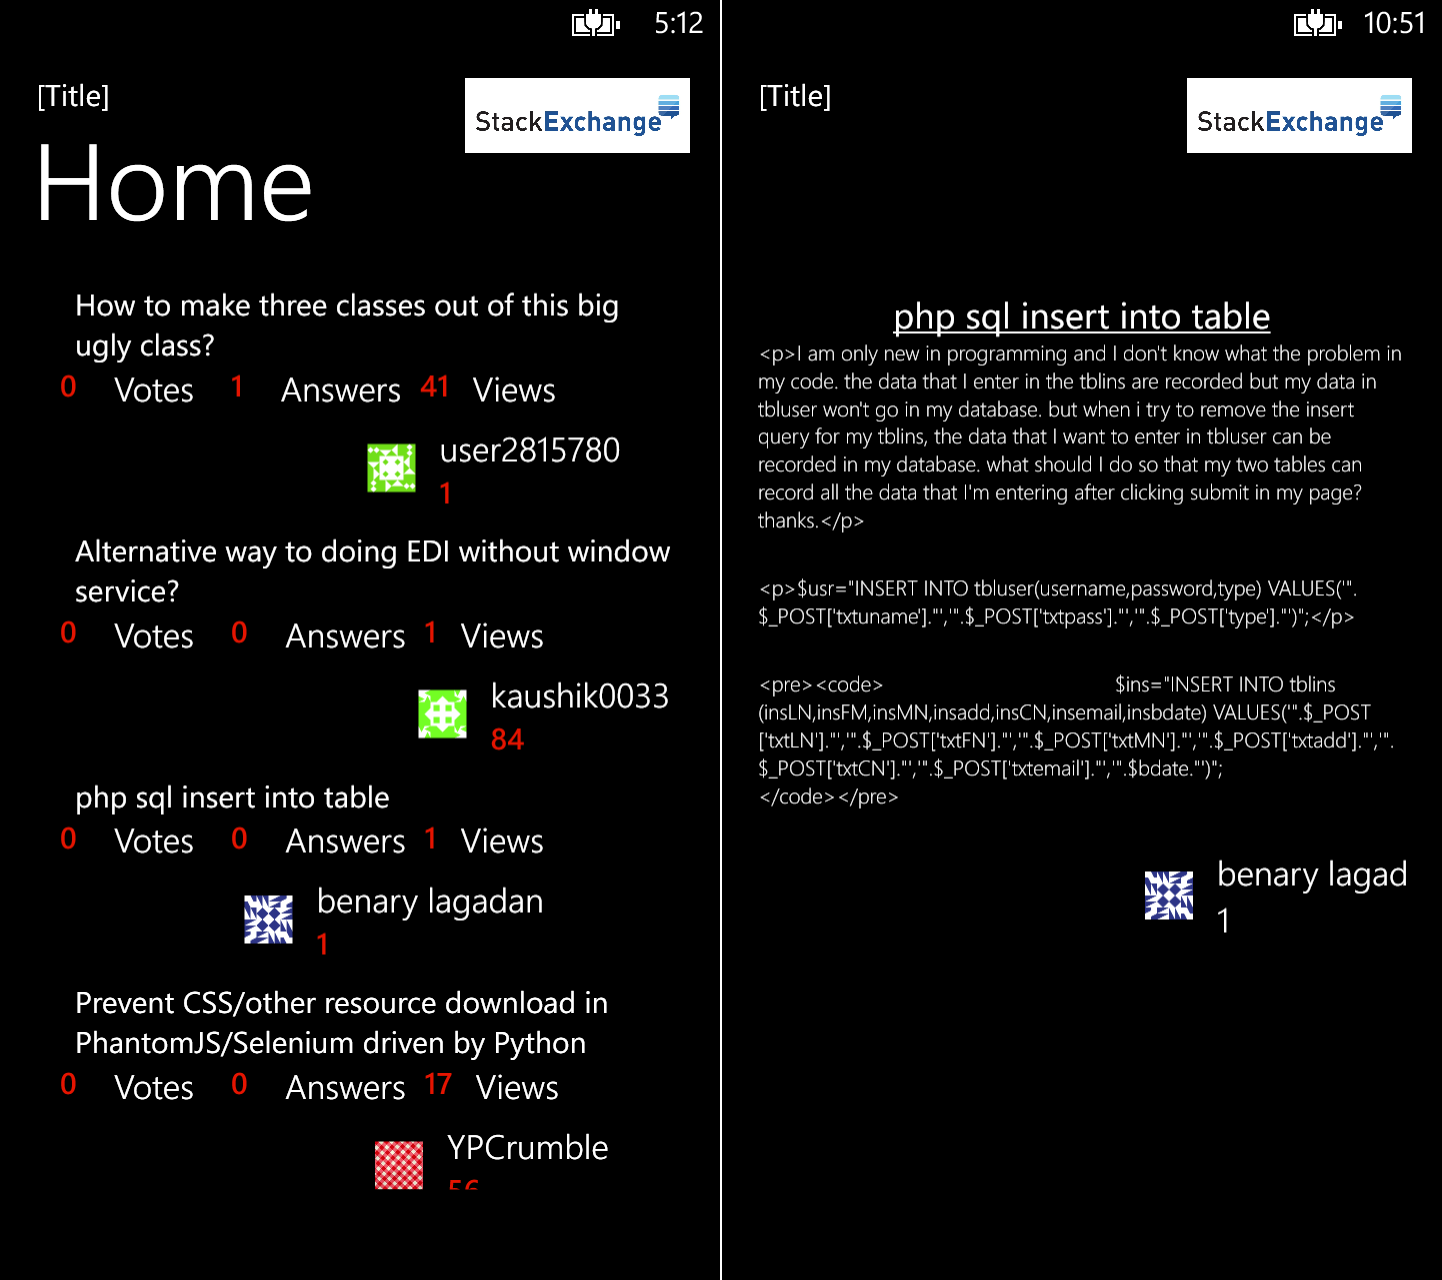 5:12
[Title]
StackExchange
Home
How to make three classes out of this big
ugly class?
0 Votes 1 Answers 41 Views
user2815780
1
Alternative way to doing EDI without window
service?
0 Votes 0 Answers 1 Views
kaushik0033
84
php sql insert into table
0 Votes 0 Answers 1 Views
benary lagadan
1
Prevent CSS/other resource download in
PhantomJS/Selenium driven by Python
0 Votes 0 Answers 17 Views
YPCrumble
56
10:51
[Title]
StackExchange
php sql insert into table
<p>I am only new in programming and I don't know what the problem in
my code. the data that I enter in the tblins are recorded but my data in
tbluser won't go in my database. but when i try to remove the insert
query for my tblins, the data that I want to enter in tbluser can be
recorded in my database. what should I do so that my two tables can
record all the data that I'm entering after clicking submit in my page?
thanks.</p>
<p>$usr="INSERT INTO tbluser(username,password,type) VALUES('".
$_POST['txtuname']."','".$_POST['txtpass']."','".$_POST['type']."')";</p>
<pre><code> $ins="INSERT INTO tblins
(insLN,insFM,insMN,insadd,insCN,insemail,insbdate) VALUES('".$_POST
['txtLN']."','".$_POST['txtFN']."','".$_POST['txtMN']."','".$_POST['txtadd']."','".
$_POST['txtCN']."','".$_POST['txtemail']."','".$bdate."')";
</code></pre>
benary lagad
1